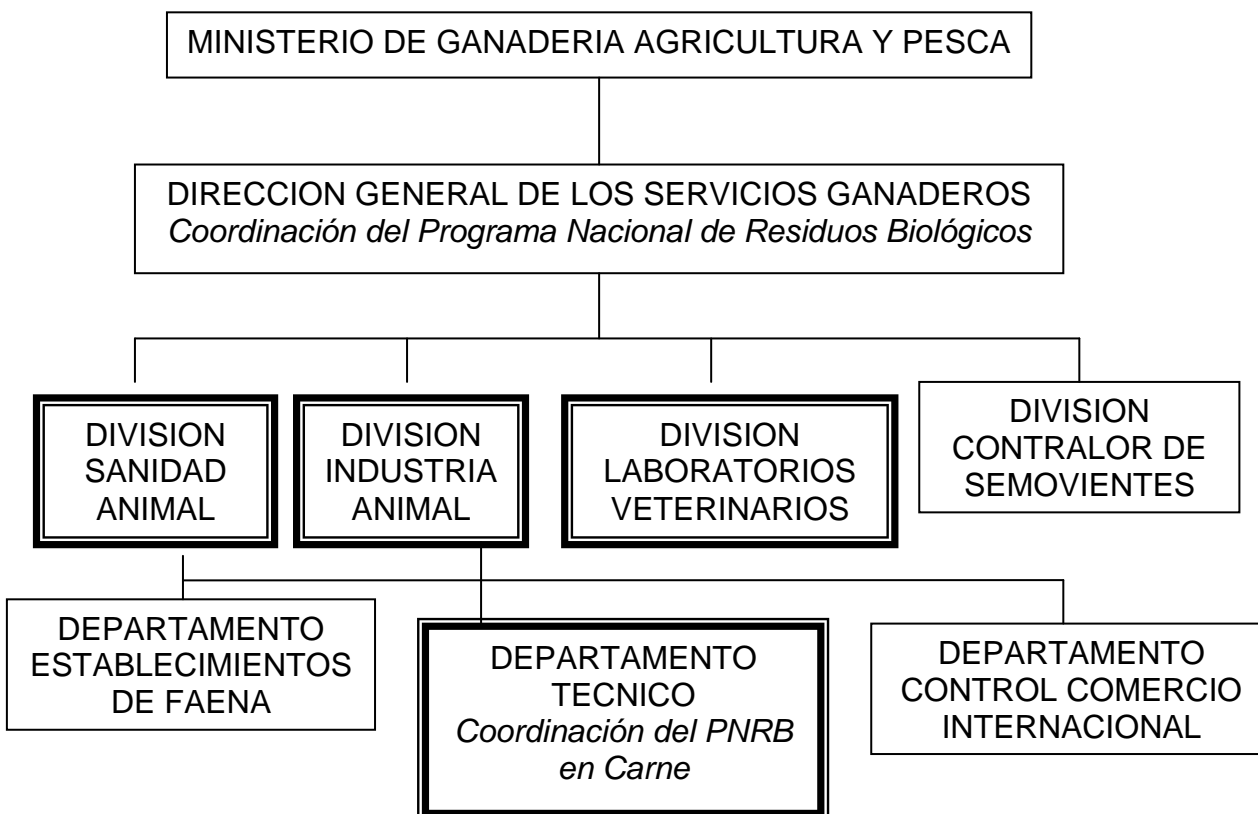 MINISTERIO DE GANADERIA AGRICULTURA Y PESCA
DIRECCION GENERAL DE LOS SERVICIOS GANADEROS
Coordinación del Programa Nacional de Residuos Biológicos
DIVISION
SANIDAD
ANIMAL
DIVISION
INDUSTRIA
ANIMAL
DIVISION
LABORATORIOS
VETERINARIOS
DIVISION
CONTRALOR DE
SEMOVIENTES
DEPARTAMENTO
ESTABLECIMIENTOS
DE FAENA
DEPARTAMENTO
TECNICO
Coordinación del PNRB
en Carne
DEPARTAMENTO
CONTROL COMERCIO
INTERNACIONAL